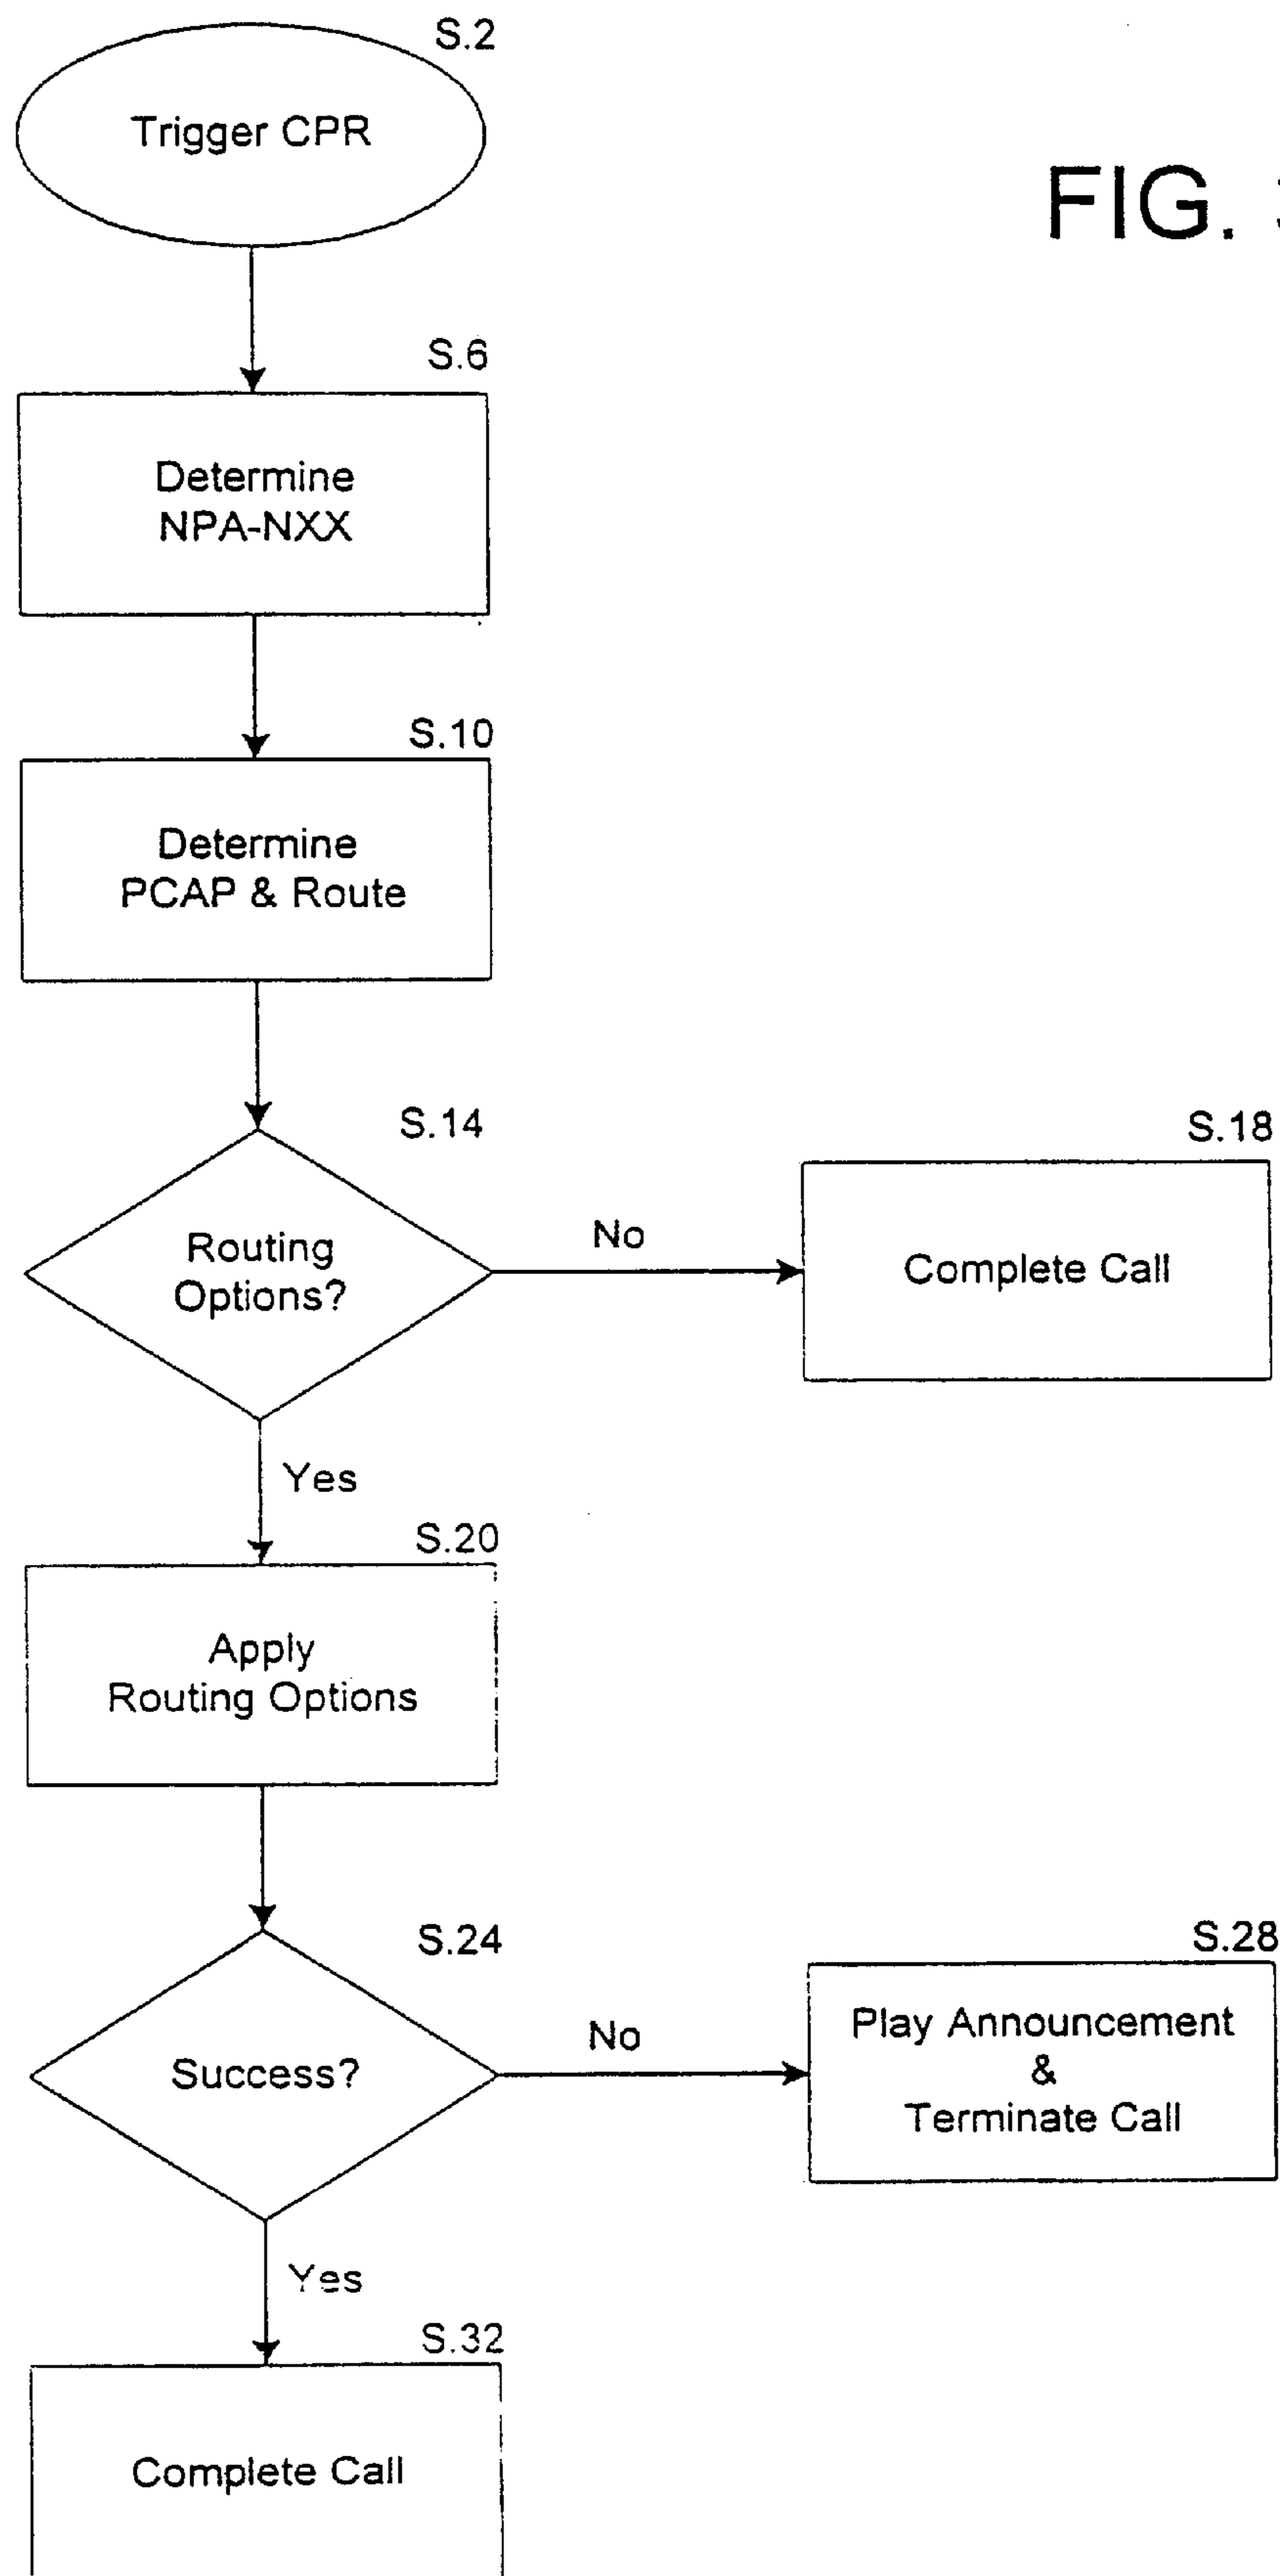 S.2
Trigger CPR
FIG.
S.6
Determine
NPA-NXX
S.10
Determine
PCAP & Route
S.14
S.18
Routing
Options?
No
Complete Call
Yes
S.20
Apply
Routing Options
S.24
S.28
Success?
No
Play Announcement
&
Terminate Call
Yes
S.32
Complete Call